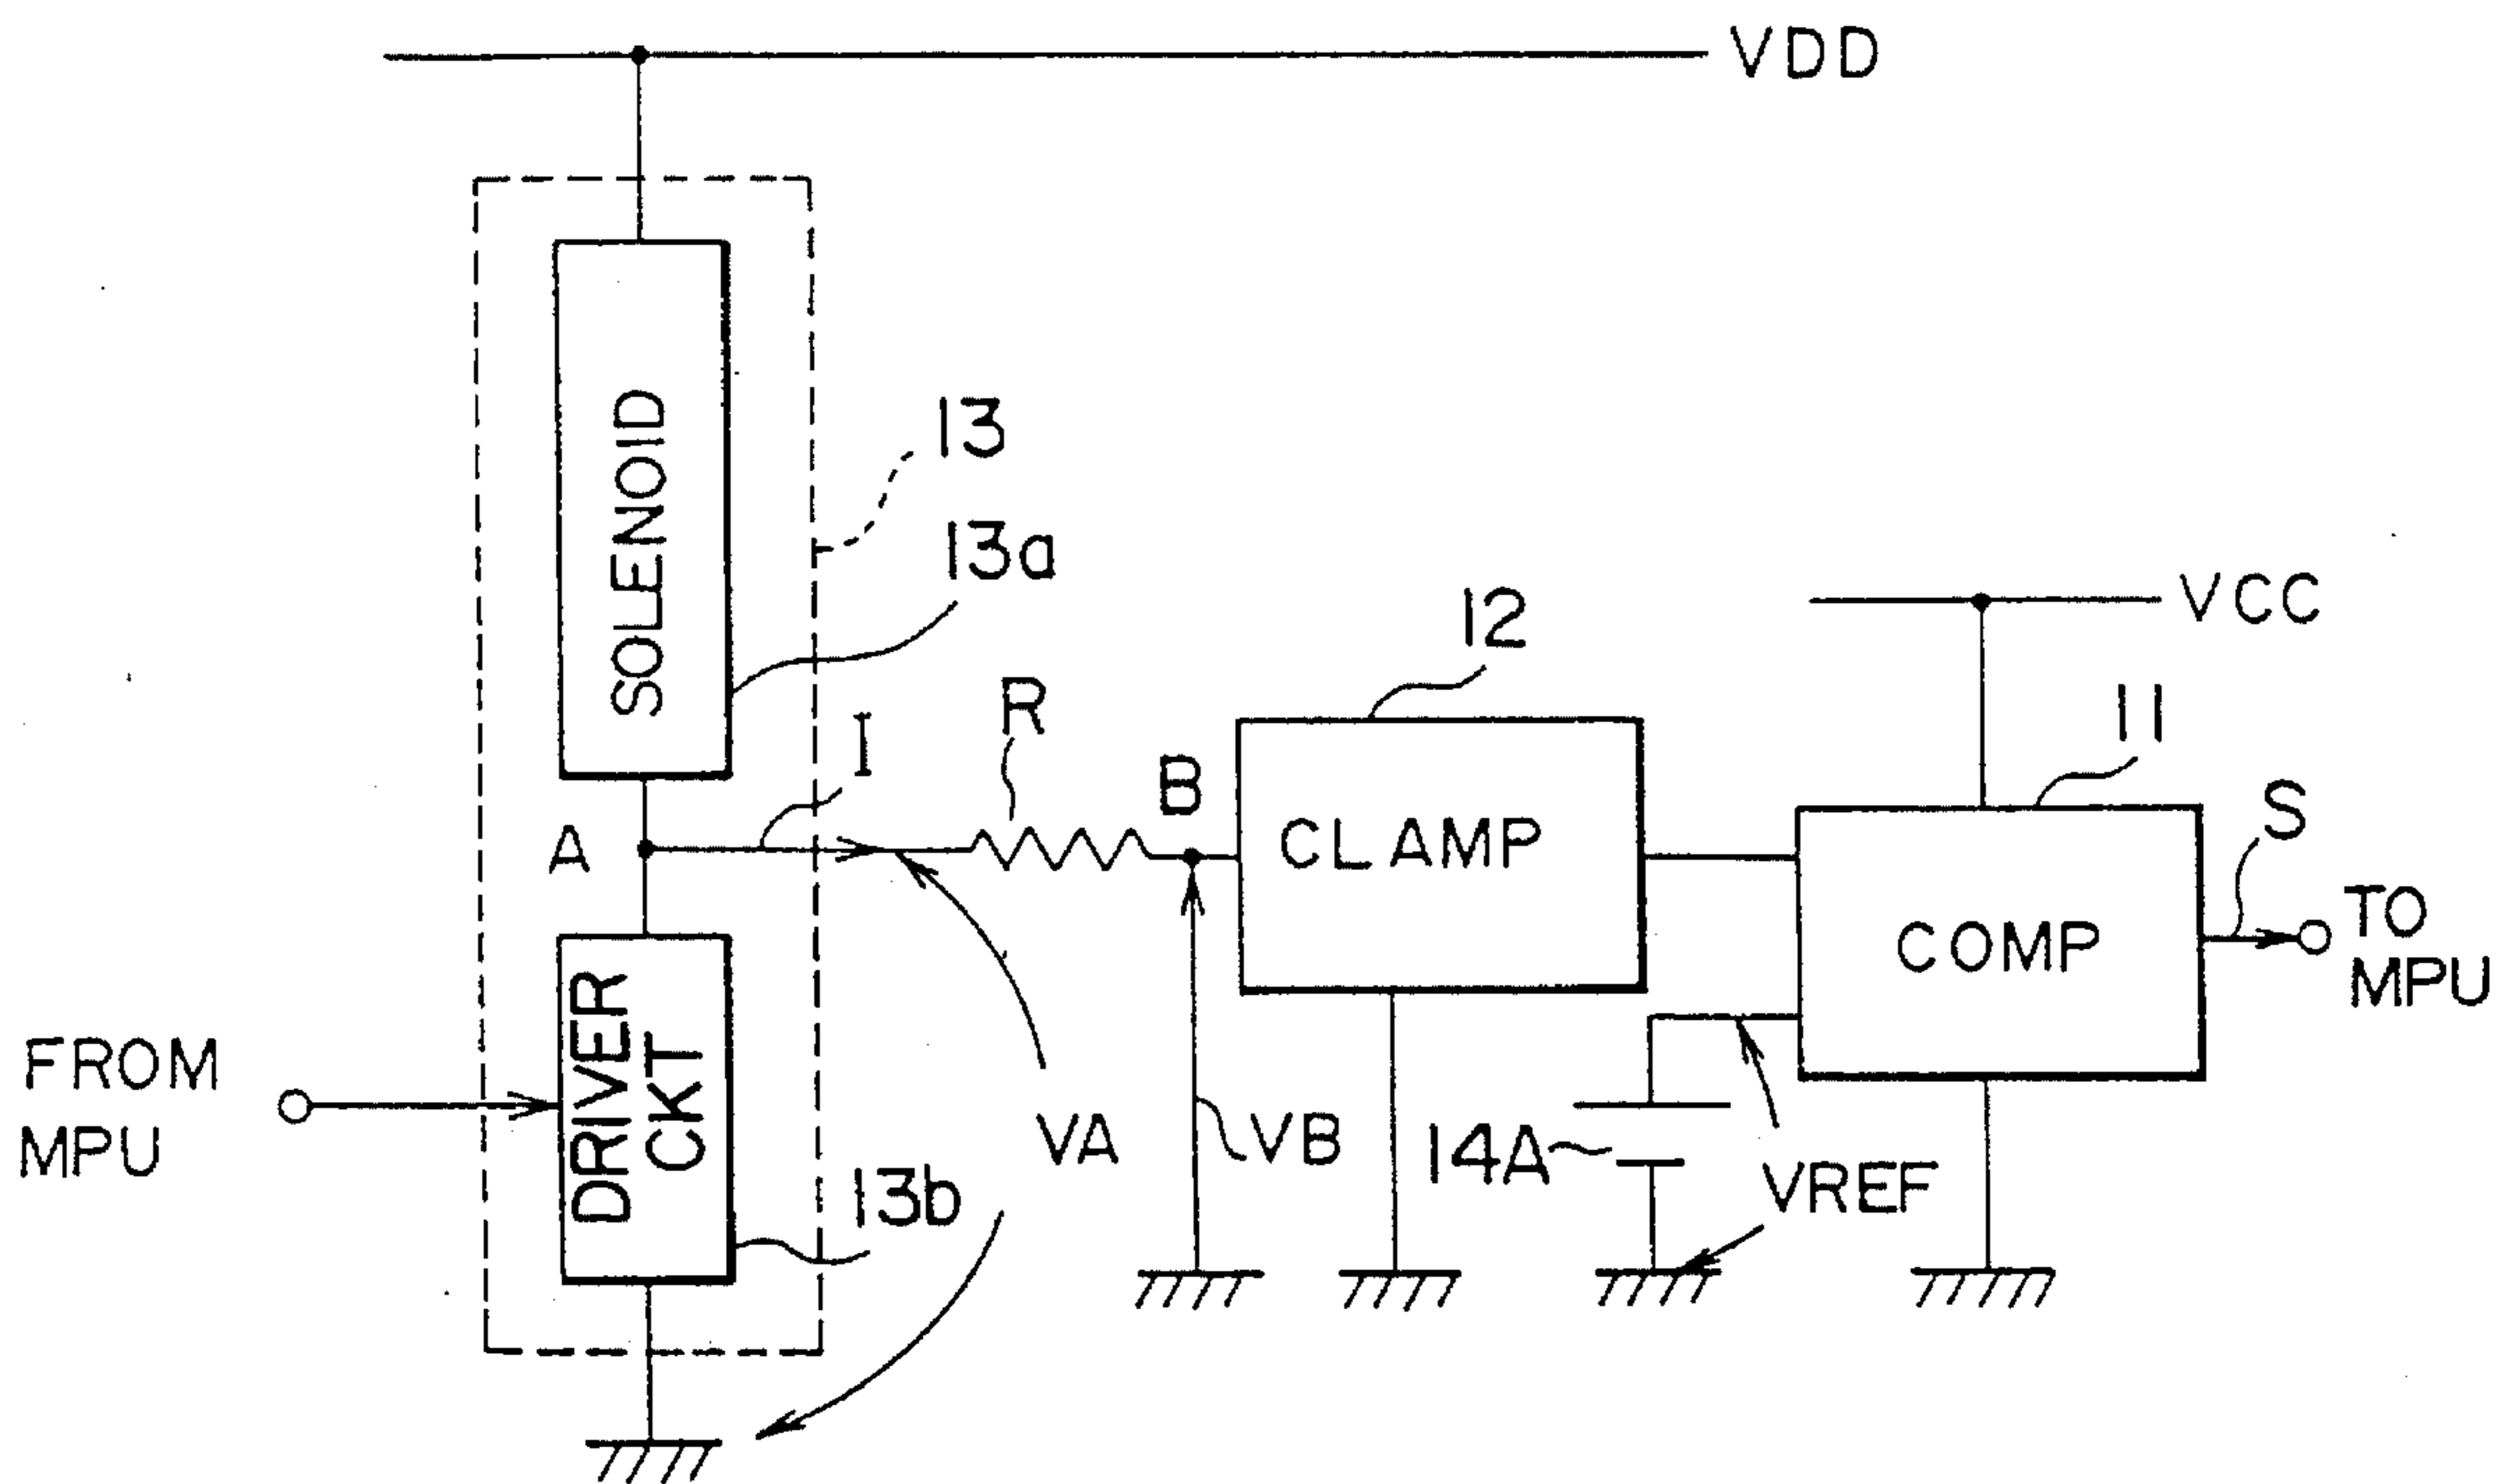 VDD
SOLENOID
13
13a
12
VCC
11
R
I
B
S
A
CLAMP
COMP
TO
MPU
FROM
MPU
DRIVER
CKT
VA
VB
14A
VREF
13b